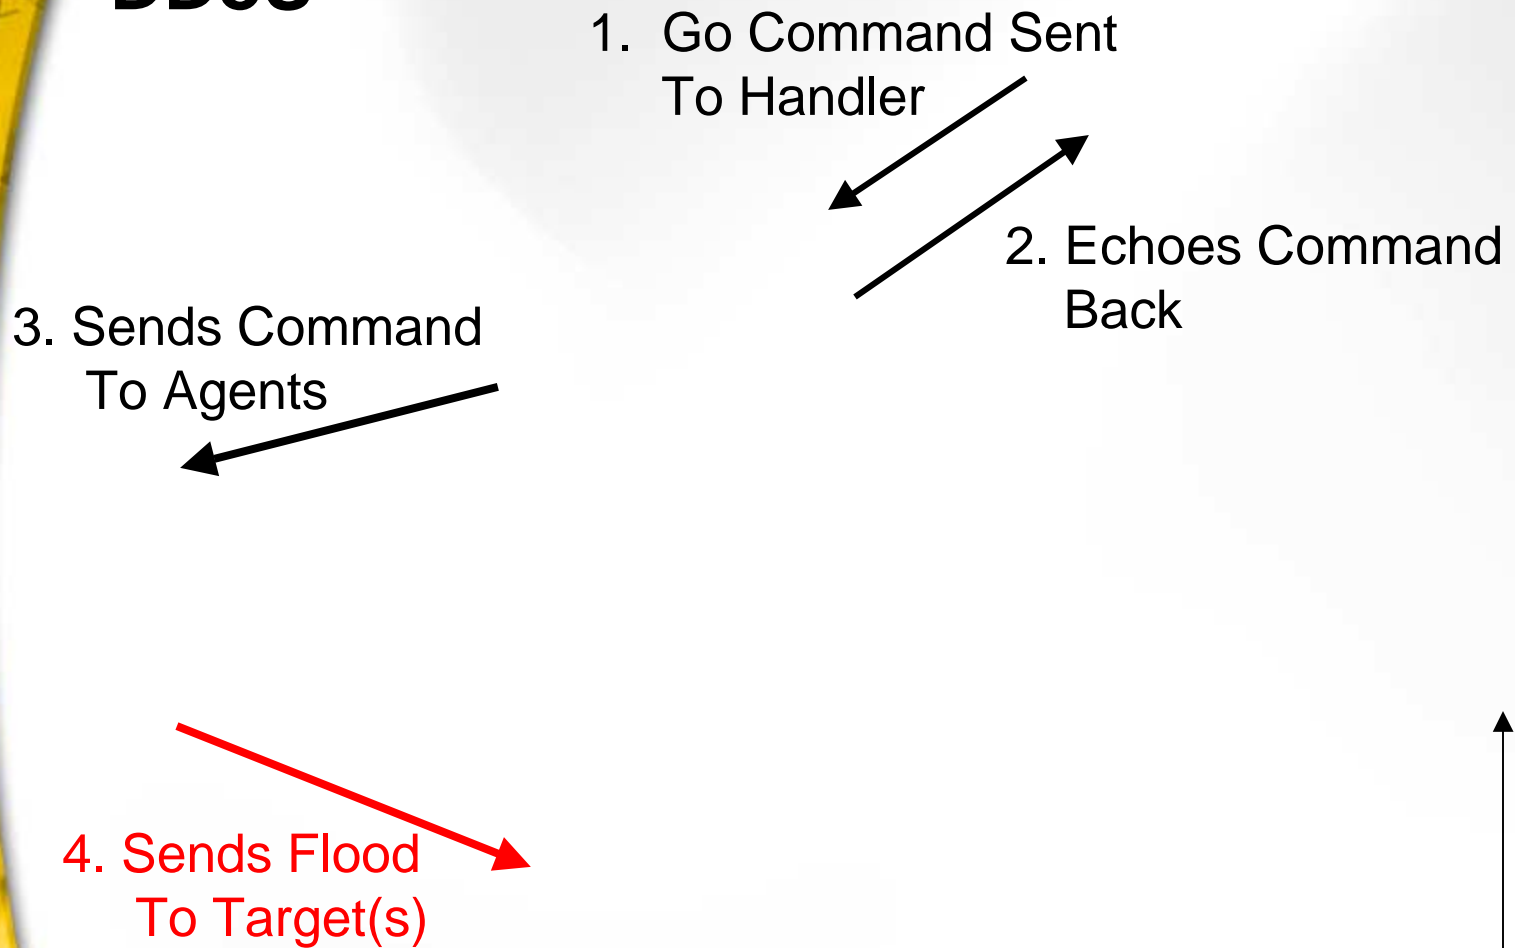 1. Go Command Sent
To Handler
2. Echoes Command
Back
3. Sends Command
To Agents
4. Sends Flood
To Target(s)